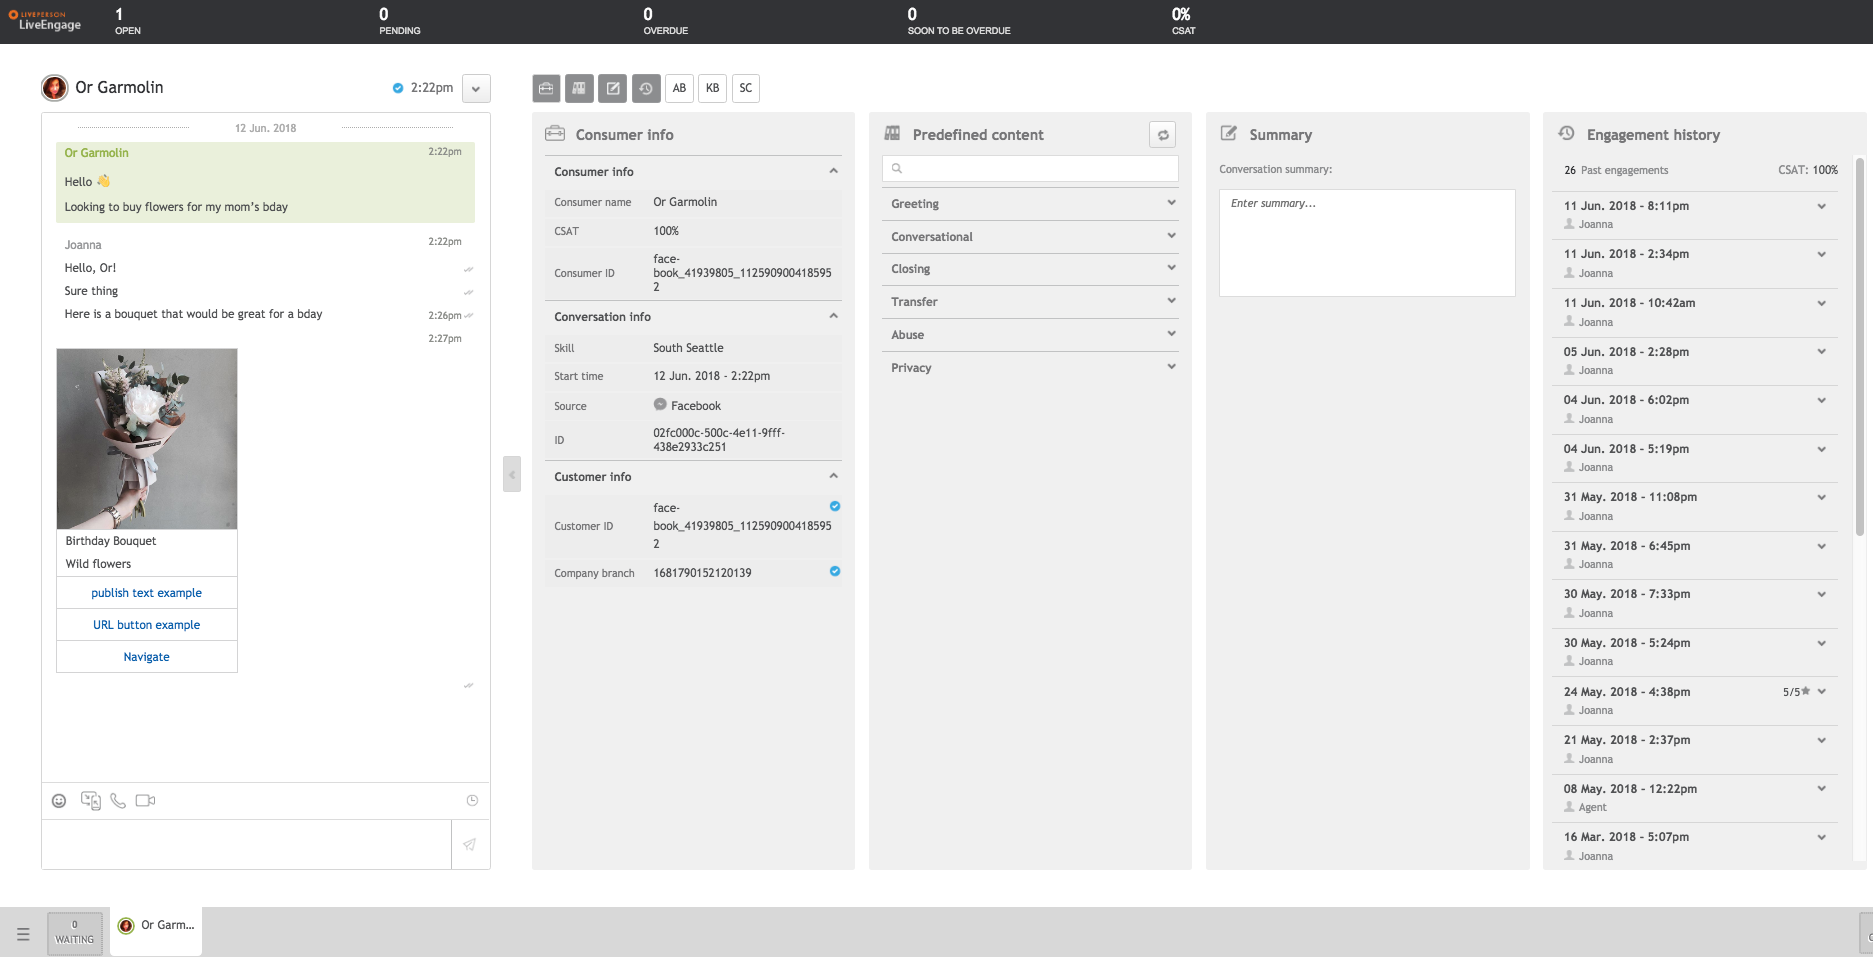 LIVEPERSON
LiveEngage
1
OPEN
0
PENDING
0
OVERDUE
0
SOON TO BE OVERDUE
0%
CSAT
Or Garmolin
2:22pm
12 Jun. 2018
Or Garmolin 2:22pm
Hello 👋
Looking to buy flowers for my mom's bday
Joanna 2:22pm
Hello, Or!
Sure thing
Here is a bouquet that would be great for a bday 2:26pm
2:27pm
Birthday Bouquet
Wild flowers
publish text example
URL button example
Navigate
AB KB SC
Consumer info
Consumer info
Consumer name Or Garmolin
CSAT 100%
Consumer ID face-
book_41939805_112590900418595
2
Conversation info
Skill South Seattle
Start time 12 Jun. 2018 - 2:22pm
Source Facebook
ID 02fc000c-500c-4e11-9fff-
438e2933c251
Customer info
Customer ID face-
book_41939805_112590900418595
2
Company branch 1681790152120139
Predefined content
Greeting
Conversational
Closing
Transfer
Abuse
Privacy
Summary
Conversation summary:
Enter summary...
Engagement history
26 Past engagements CSAT: 100%
11 Jun. 2018 - 8:11pm
Joanna
11 Jun. 2018 - 2:34pm
Joanna
11 Jun. 2018 - 10:42am
Joanna
05 Jun. 2018 - 2:28pm
Joanna
04 Jun. 2018 - 6:02pm
Joanna
04 Jun. 2018 - 5:19pm
Joanna
31 May. 2018 - 11:08pm
Joanna
31 May. 2018 - 6:45pm
Joanna
30 May. 2018 - 7:33pm
Joanna
30 May. 2018 - 5:24pm
Joanna
24 May. 2018 - 4:38pm 5/5★
Joanna
21 May. 2018 - 2:37pm
Joanna
08 May. 2018 - 12:22pm
Agent
16 Mar. 2018 - 5:07pm
Joanna
0
WAITING
Or Garm...